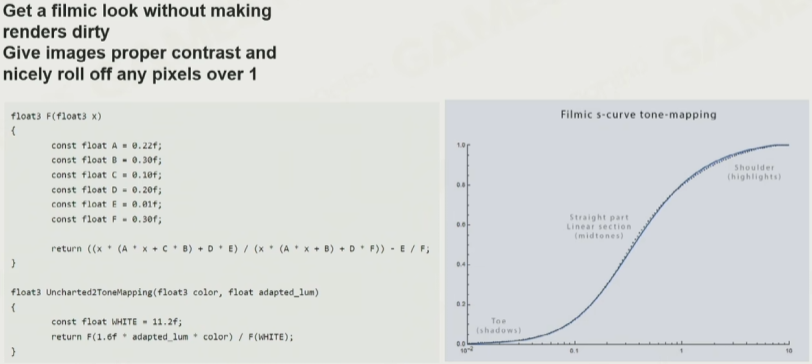 Get a filmic look without making
renders dirty
Give images proper contrast and
nicely roll off any pixels over 1
float3 F(float3 x)
{
const float A = 0.22f;
const float B = 0.30f;
const float C = 0.10f;
const float D = 0.20f;
const float E = 0.01f;
const float F = 0.30f;
return ((x * (A * x + C * B) + D * E) / (x * (A * x + B) + D * F)) - E / F;
}
float3 Uncharted2ToneMapping(float3 color, float adapted_lum)
{
const float WHITE = 11.2f;
return F(1.6f * adapted_lum * color) / F(WHITE);
}
Filmic s-curve tone-mapping
1.0
Shoulder
(highlights)
0.8
Straight part
Linear section
(midtones)
0.6
0.4
0.2
Toe
(shadows)
0.0
10⁻²
0.1
1
10